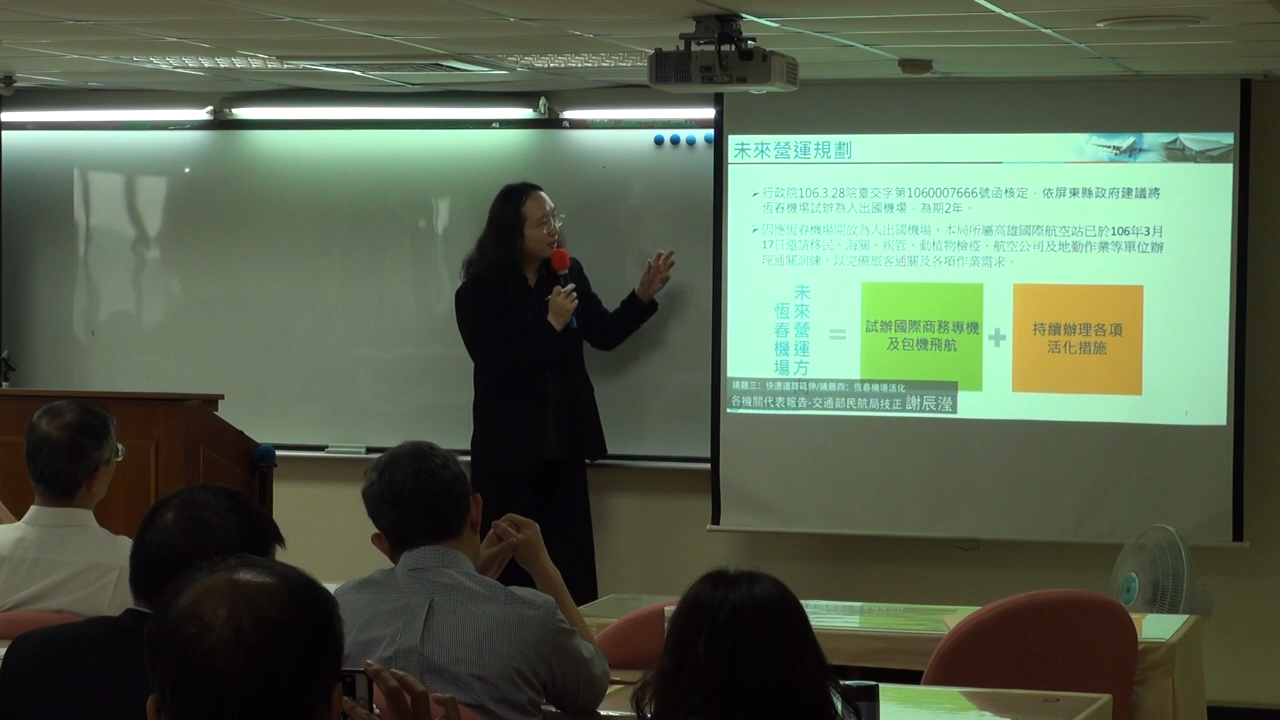 未來營運規劃
➢行政院106.3.28院臺交字第1060007666號函核定，依屏東縣政府建議將
恆春機場試辦為入出國機場，為期2年。
➢因應恆春機場開放為入出國機場，本局所屬高雄國際航空站已於106年3月
17日邀請移民、海關、疾管、動植物檢疫、航空公司及地勤作業等單位辦
理通關演練，以完備旅客通關及各項作業需求。
未來營運方
恆春機場
=
試辦國際商務專機
及包機飛航
+
持續辦理各項
活化措施
議題三：快速道路延伸/議題四：恆春機場活化
各機關代表報告-交通部民航局技正 謝辰瀅
7